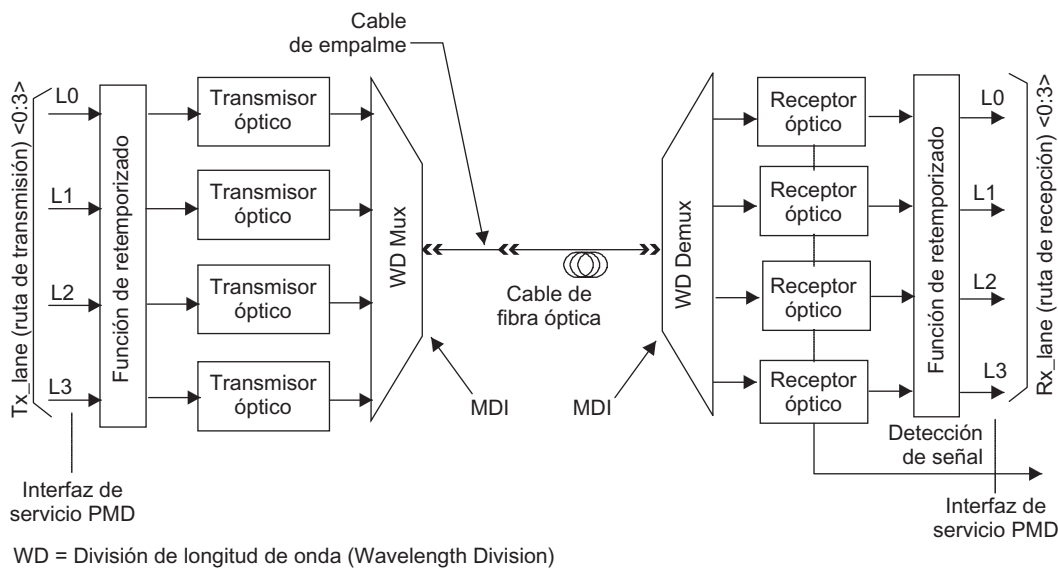 Cable
de empalme
Tx_lane (ruta de transmisión) <0:3>
L0
L1
L2
L3
Función de retemporizado
Transmisor
óptico
Transmisor
óptico
Transmisor
óptico
Transmisor
óptico
WD Mux
MDI
Cable de
fibra óptica
MDI
WD Demux
Receptor
óptico
Receptor
óptico
Receptor
óptico
Receptor
óptico
Función de retemporizado
L0
L1
L2
L3
Rx_lane (ruta de recepción) <0:3>
Detección
de señal
Interfaz de
servicio PMD
Interfaz de
servicio PMD
WD = División de longitud de onda (Wavelength Division)